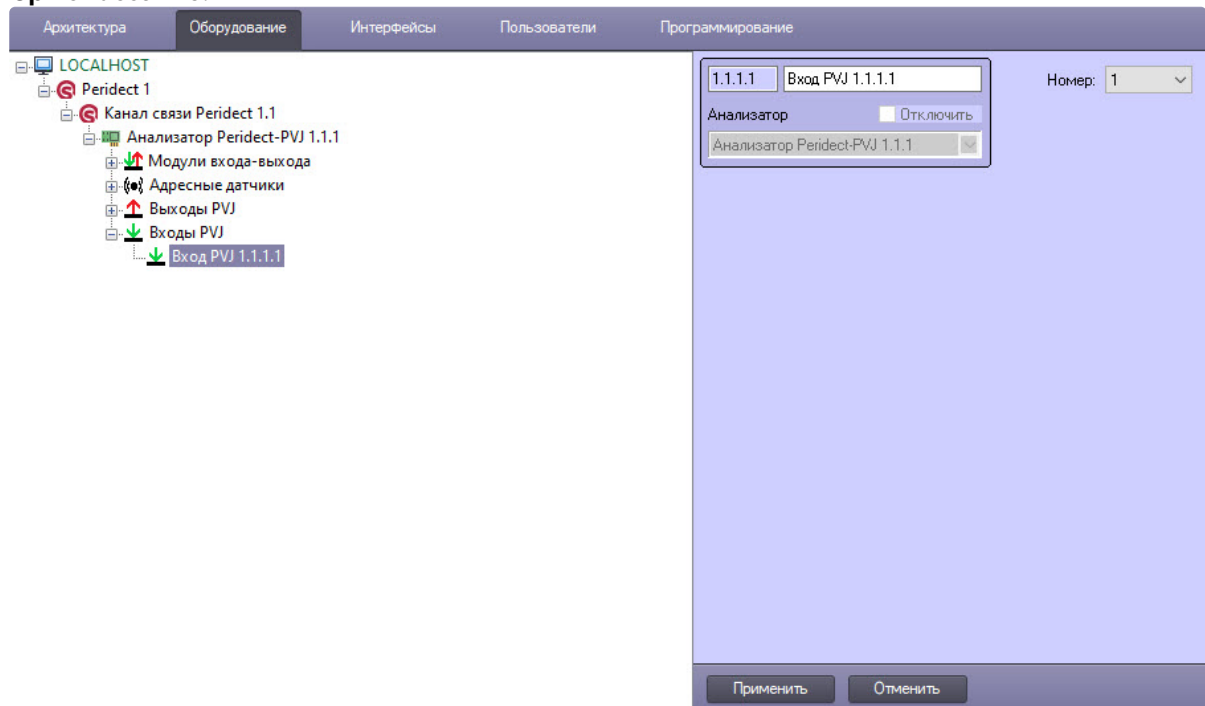 Архитектура Оборудование Интерфейсы Пользователи Программирование
LOCALHOST
Peridect 1
Канал связи Peridect 1.1
Анализатор Peridect-PVJ 1.1.1
Модули входа-выхода
Адресные датчики
Выходы PVJ
Входы PVJ
Вход PVJ 1.1.1.1
1.1.1.1 Вход PVJ 1.1.1.1 Номер: 1
Анализатор Отключить
Анализатор Peridect-PVJ 1.1.1
Применить Отменить